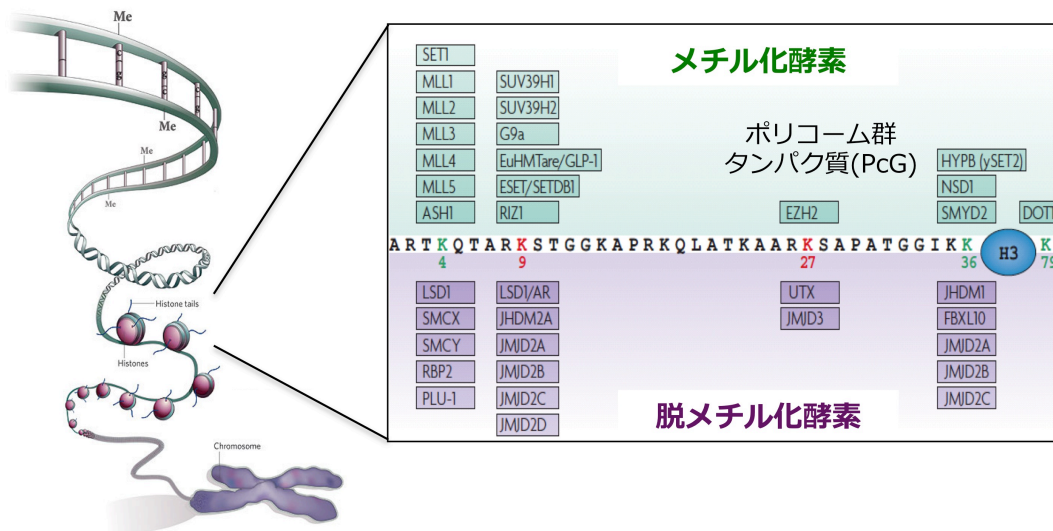 Me
Me
Me
Me
Histone tails
Histones
Chromosome
メチル化酵素
ポリコーム群
タンパク質(PcG)
SET1
MLL1
MLL2
MLL3
MLL4
MLL5
ASH1
SUV39H1
SUV39H2
G9a
EuHMTare/GLP-1
ESET/SETDB1
RIZ1
EZH2
HYPB (ySET2)
NSD1
SMYD2
DOT1
A R T K Q T A R K S T G G K A P R K Q L A T K A A R K S A P A T G G I K K H3 K
4 9 27 36 79
LSD1
SMCX
SMCY
RBP2
PLU-1
LSD1/AR
JHDM2A
JMJD2A
JMJD2B
JMJD2C
JMJD2D
UTX
JMJD3
JHDM1
FBXL10
JMJD2A
JMJD2B
JMJD2C
脱メチル化酵素